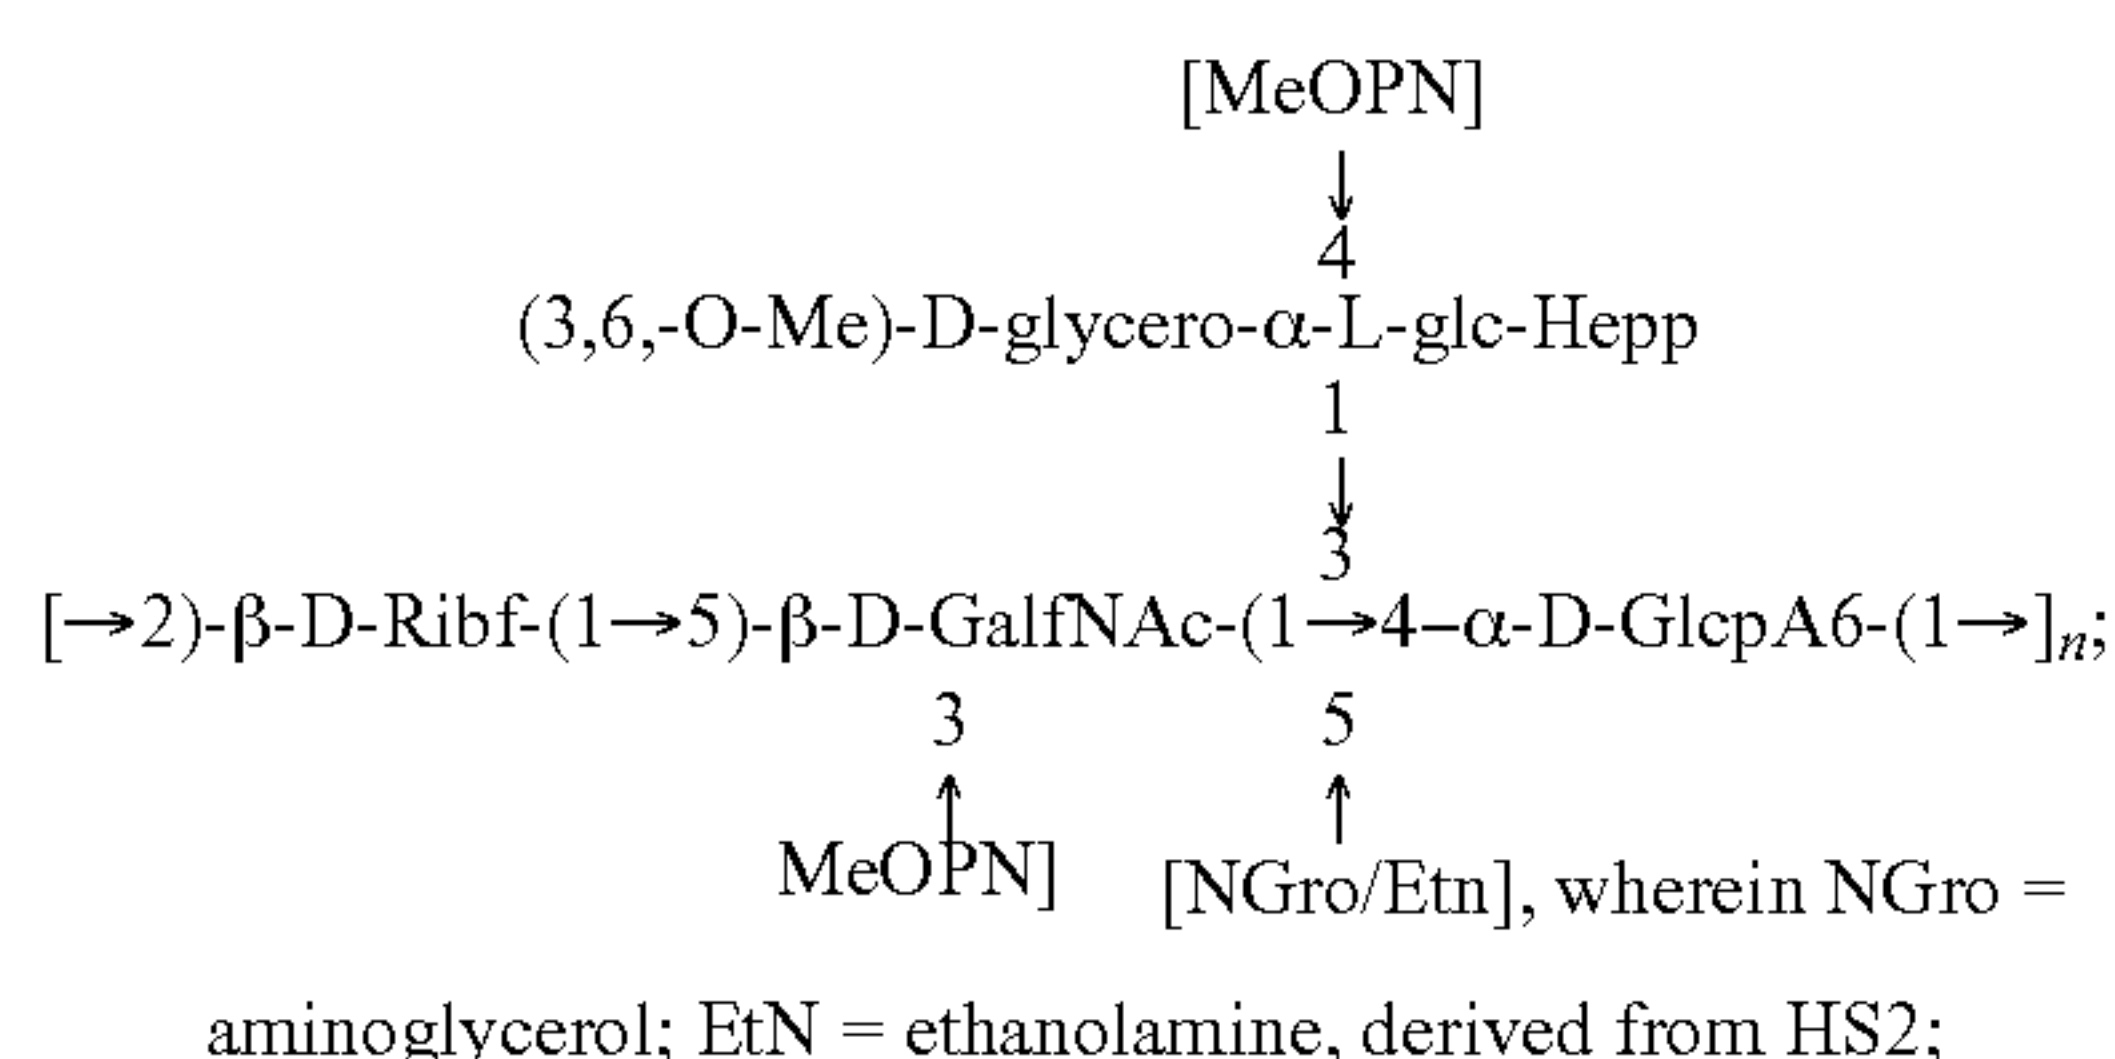 [MeOPN]
↓
4
(3,6,-O-Me)-D-glycero-α-L-glc-Hepp
1
↓
3
[→2)-β-D-Ribf-(1→5)-β-D-GalfNAc-(1→4–α-D-GlcpA6-(1→]n;
3 5
↑ ↑
MeOPN] [NGro/Etn], wherein NGro =
aminoglycerol; EtN = ethanolamine, derived from HS2;